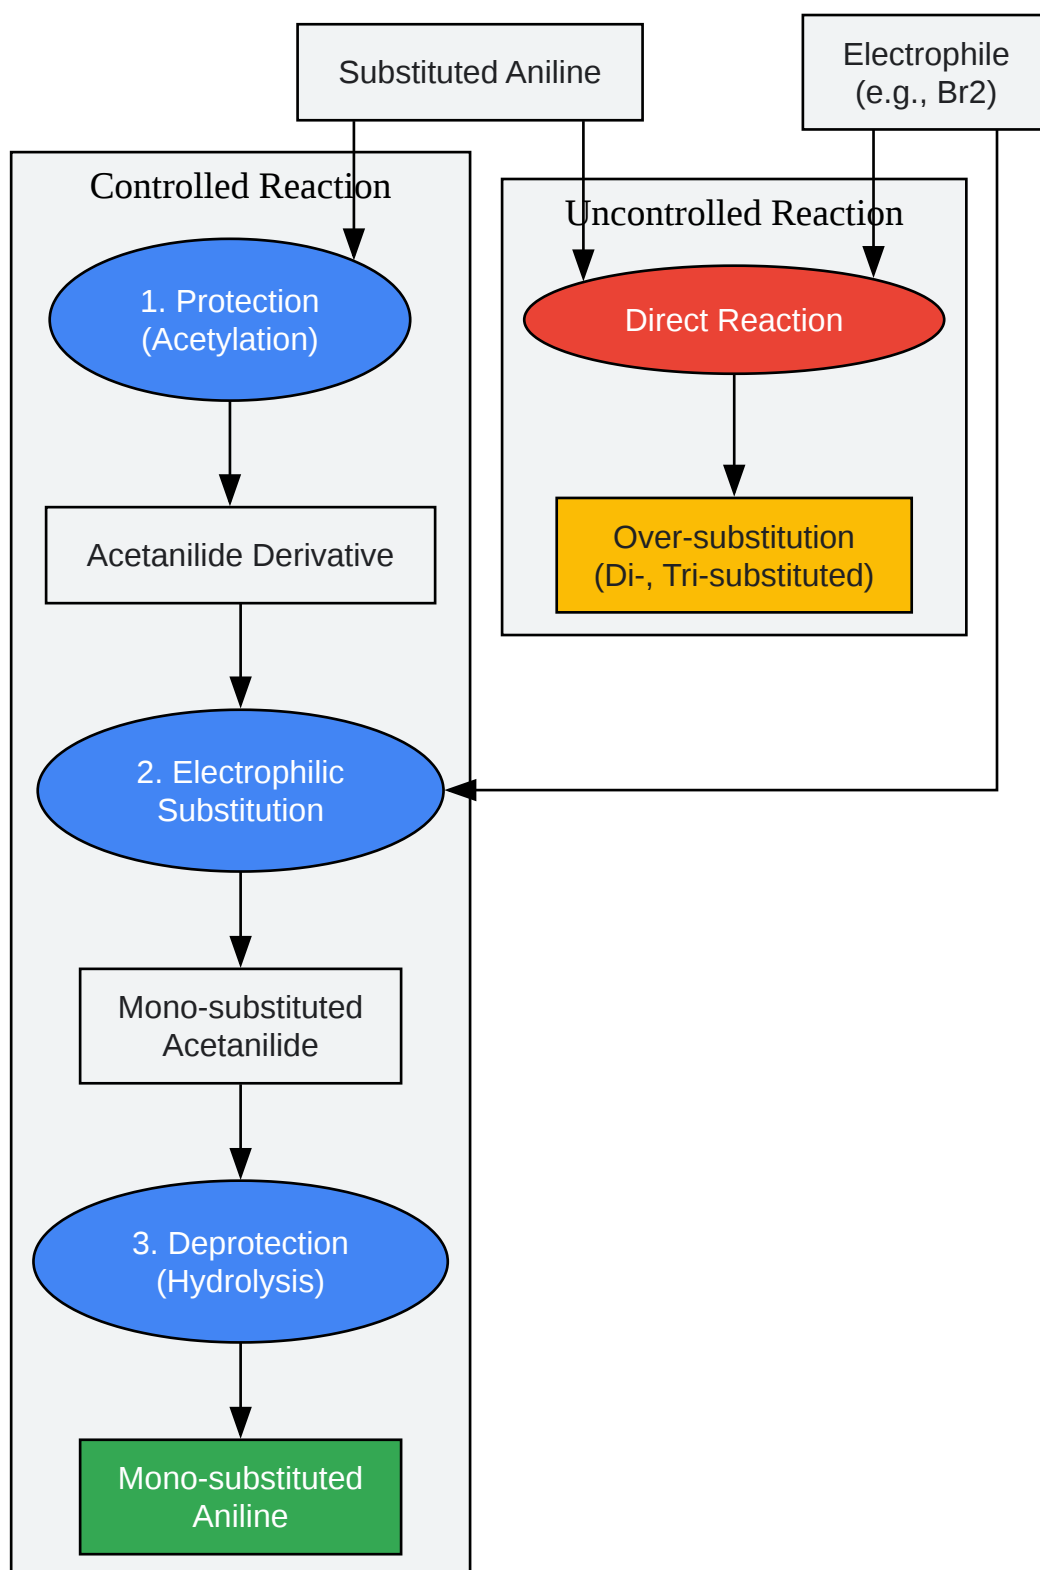 Substituted Aniline
Electrophile
(e.g., Br2)
Controlled Reaction
1. Protection
(Acetylation)
Acetanilide Derivative
2. Electrophilic
Substitution
Mono-substituted
Acetanilide
3. Deprotection
(Hydrolysis)
Mono-substituted
Aniline
Uncontrolled Reaction
Direct Reaction
Over-substitution
(Di-, Tri-substituted)